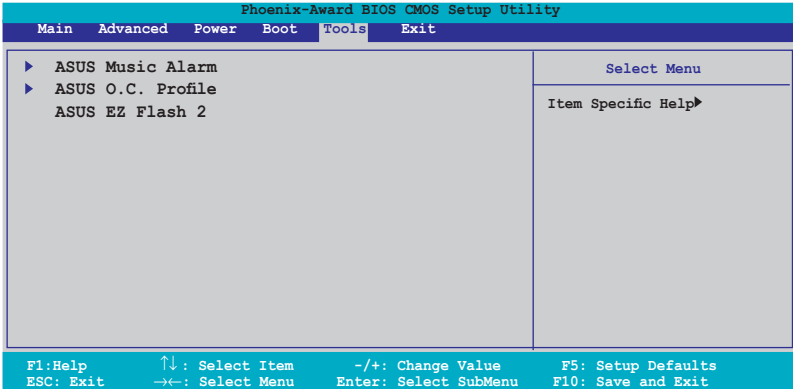 Phoenix-Award BIOS CMOS Setup Utility
Main Advanced Power Boot Tools Exit
ASUS Music Alarm
ASUS O.C. Profile
ASUS EZ Flash 2
Select Menu
Item Specific Help
F1:Help ↑↓: Select Item -/+: Change Value F5: Setup Defaults
ESC: Exit →←: Select Menu Enter: Select SubMenu F10: Save and Exit